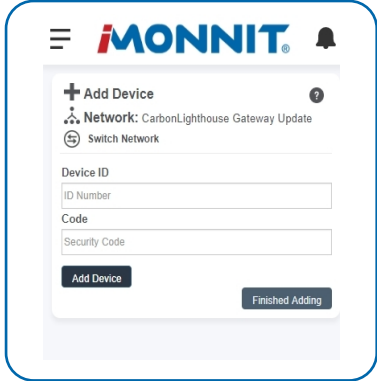 iMONNIT®
Add Device
?
Network: CarbonLighthouse Gateway Update
Switch Network
Device ID
ID Number
Code
Security Code
Add Device
Finished Adding